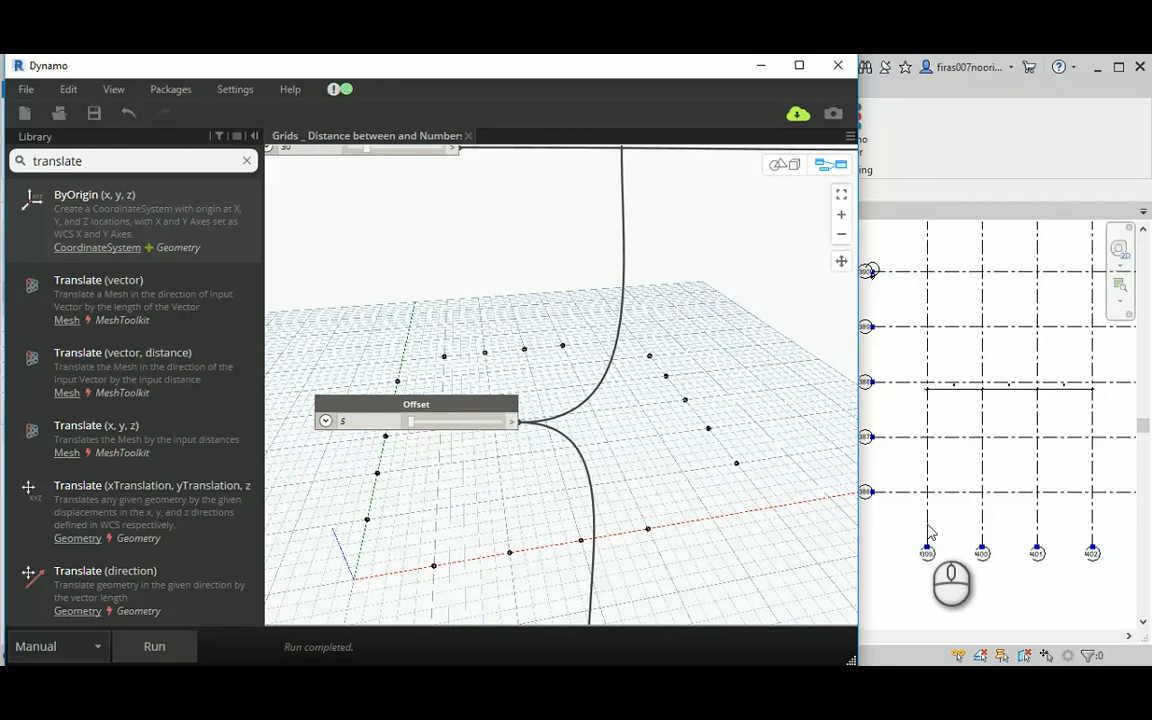 Dynamo
firas007noori...
File Edit View Packages Settings Help
Library
Grids _ Distance between and Numbers
translate
30
ByOrigin (x, y, z)
Create a CoordinateSystem with origin at X,
Y, and Z locations, with X and Y Axes set as
WCS X and Y Axes.
CoordinateSystem Geometry
Translate (vector)
Translate a Mesh in the direction of input
Vector by the length of the Vector
Mesh MeshToolkit
Translate (vector, distance)
Translate the Mesh in the direction of the
input Vector by the input distance
Mesh MeshToolkit
Translate (x, y, z)
Translates the Mesh by the input distances
Mesh MeshToolkit
Translate (xTranslation, yTranslation, z
Translates any given geometry by the given
displacements in the x, y, and z directions
defined in WCS respectively.
Geometry Geometry
Translate (direction)
Translate geometry in the given direction by
the vector length
Geometry Geometry
Offset
5
2D
Manual Run Run completed.
:0